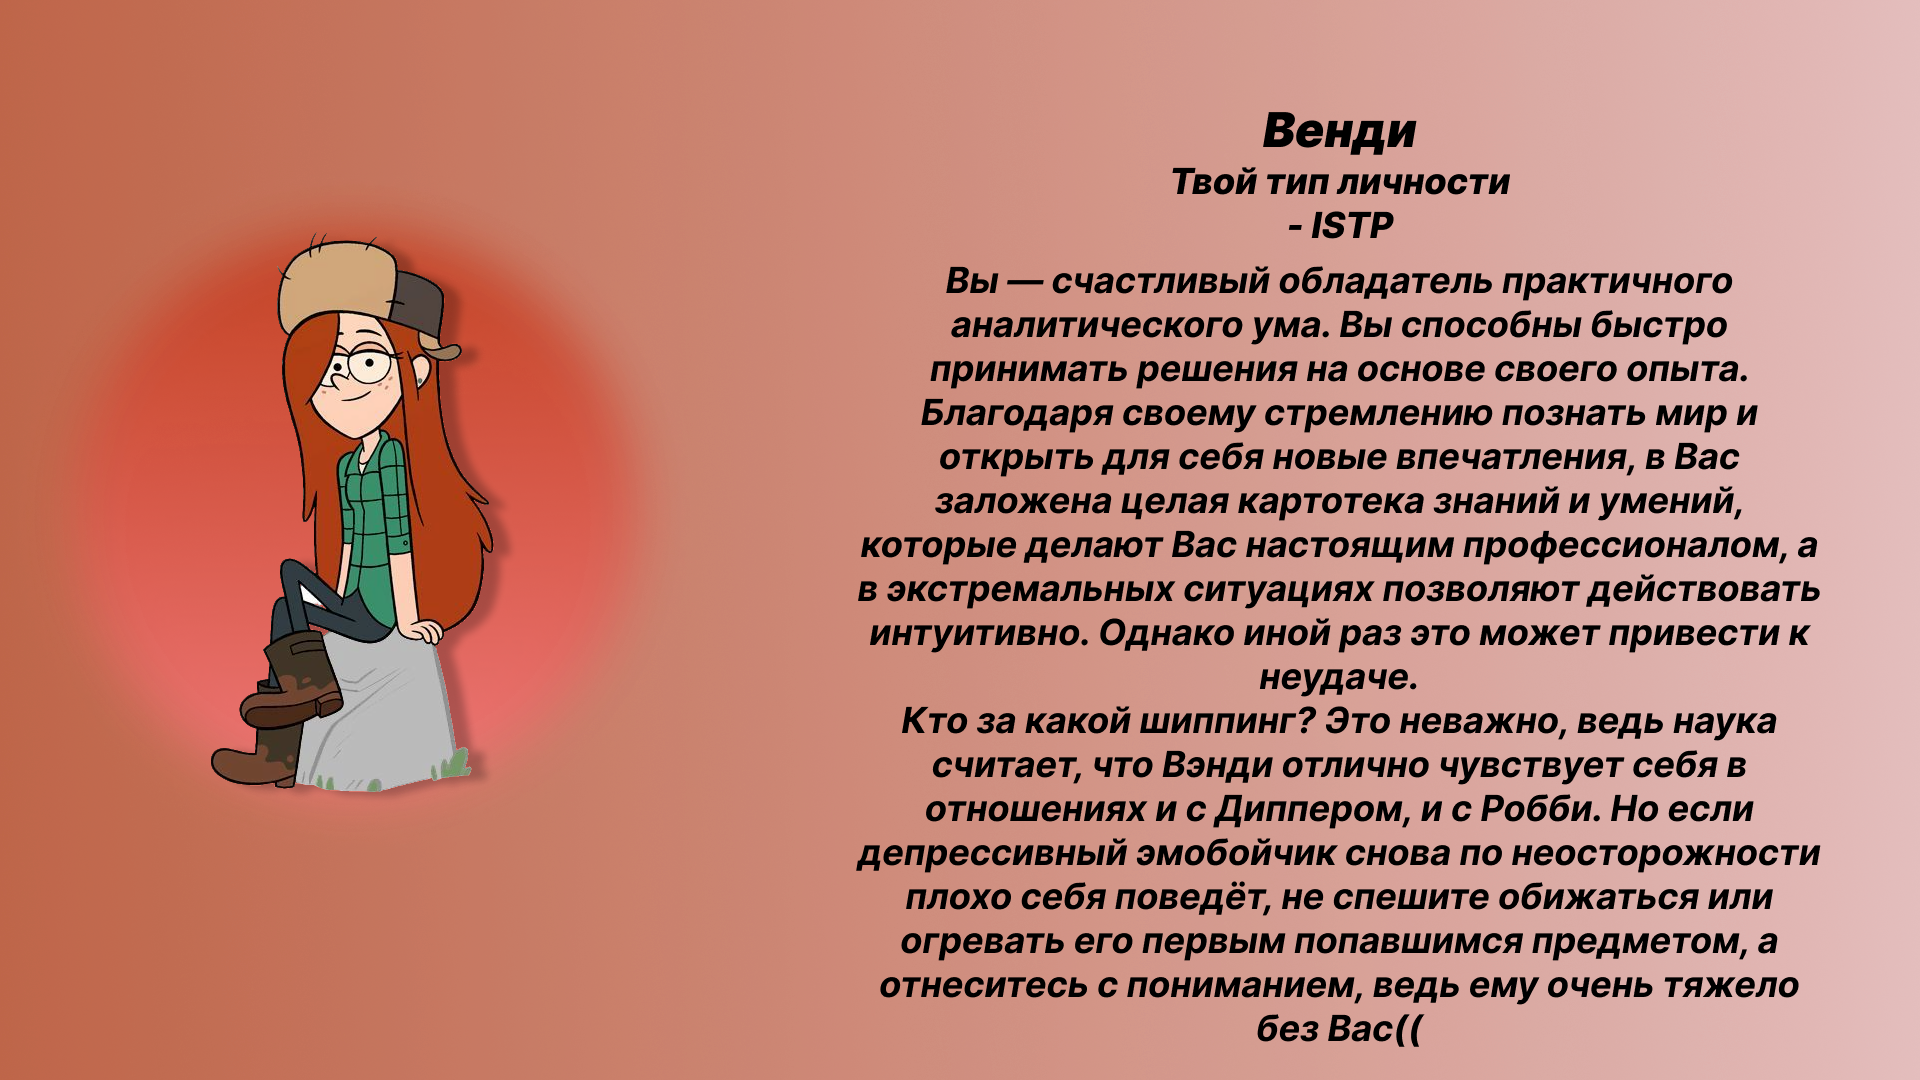 Венди
Твой тип личности
- ISTP
Вы — счастливый обладатель практичного
аналитического ума. Вы способны быстро
принимать решения на основе своего опыта.
Благодаря своему стремлению познать мир и
открыть для себя новые впечатления, в Вас
заложена целая картотека знаний и умений,
которые делают Вас настоящим профессионалом, а
в экстремальных ситуациях позволяют действовать
интуитивно. Однако иной раз это может привести к
неудаче.
Кто за какой шиппинг? Это неважно, ведь наука
считает, что Вэнди отлично чувствует себя в
отношениях и с Диппером, и с Робби. Но если
депрессивный эмобойчик снова по неосторожности
плохо себя поведёт, не спешите обижаться или
огревать его первым попавшимся предметом, а
отнеситесь с пониманием, ведь ему очень тяжело
без Вас((